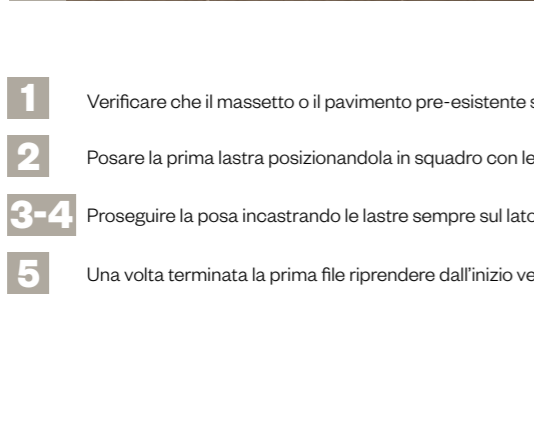 1 Verificare che il massetto o il pavimento pre-esistente
2 Posare la prima lastra posizionandola in squadro con le
3-4 Proseguire la posa incastrando le lastre sempre sul lato
5 Una volta terminata la prima file riprendere dall'inizio